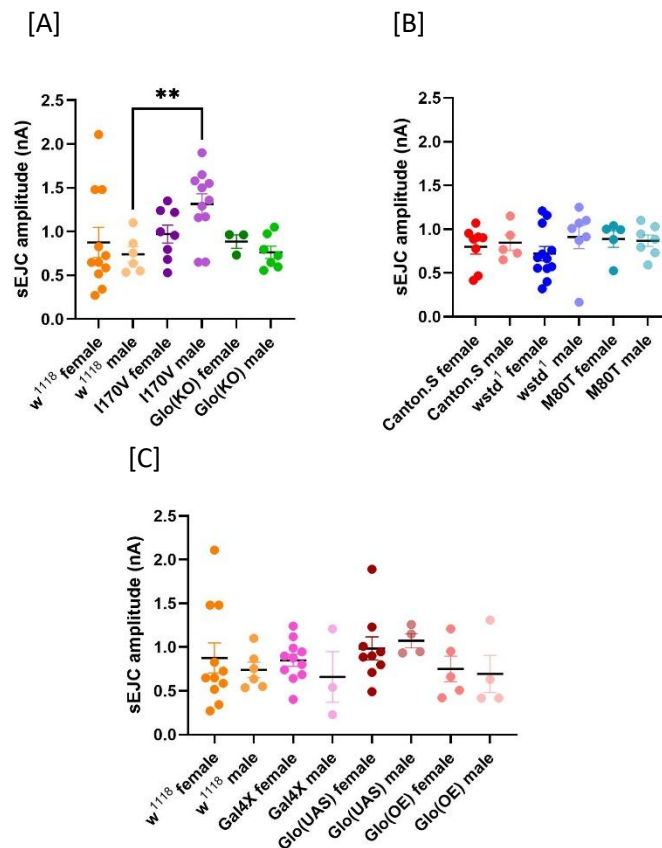 [A]
[B]
**
2.5
2.0
1.5
1.0
0.5
0.0
sEJC amplitude (nA)
w 1118 female
w 1118 male
I170V female
I170V male
Glo(KO) female
Glo(KO) male
2.5
2.0
1.5
1.0
0.5
0.0
sEJC amplitude (nA)
Canton.S female
Canton.S male
wstd1 female
wstd1 male
M80T female
M80T male
[C]
2.5
2.0
1.5
1.0
0.5
0.0
sEJC amplitude (nA)
w 1118 female
w 1118 male
Gal4X female
Gal4X male
Glo(UAS) female
Glo(UAS) male
Glo(OE) female
Glo(OE) male